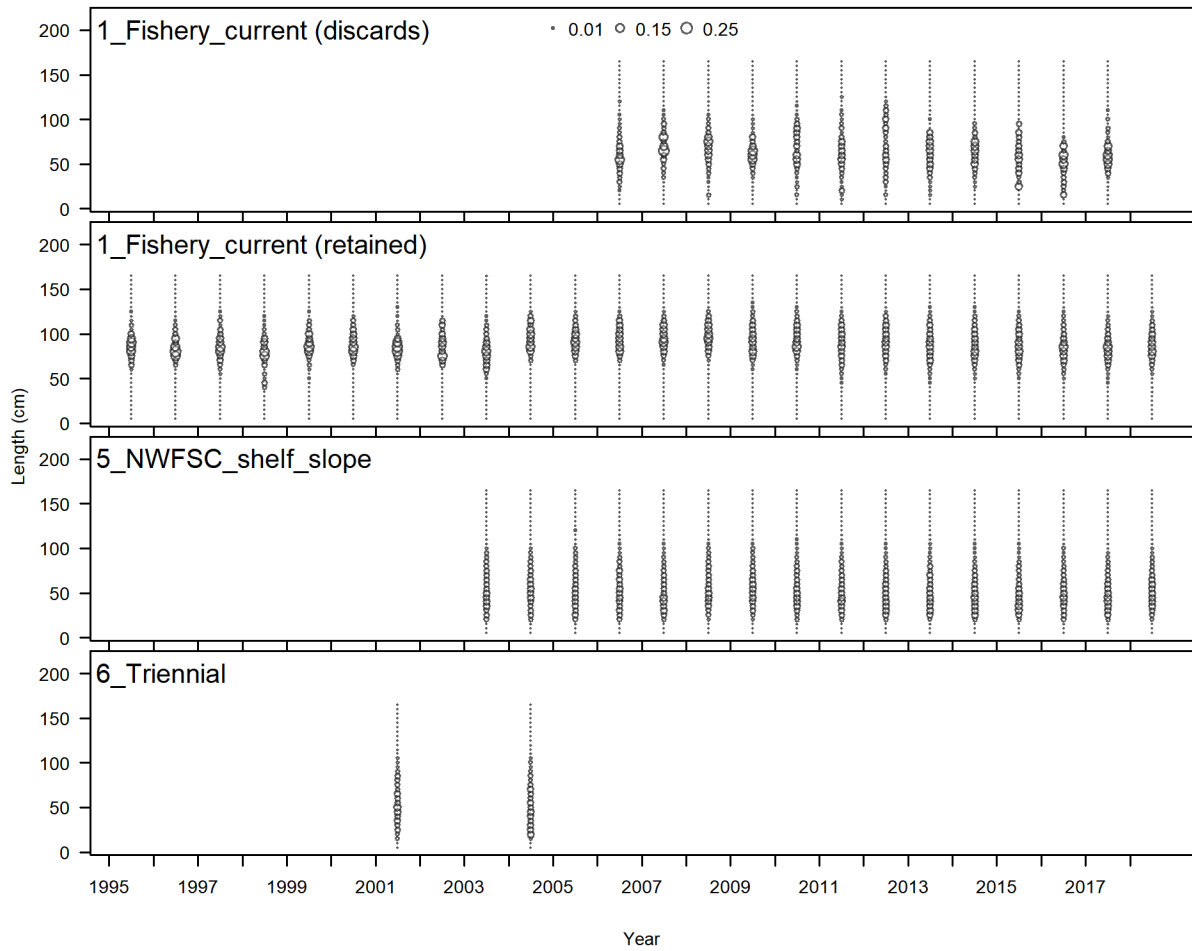 1_Fishery_current (discards)
0.01 0.15 0.25
200
150
100
50
0
1_Fishery_current (retained)
200
150
100
50
0
5_NWFSC_shelf_slope
200
150
100
50
0
6_Triennial
200
150
100
50
0
Length (cm)
1995 1997 1999 2001 2003 2005 2007 2009 2011 2013 2015 2017
Year